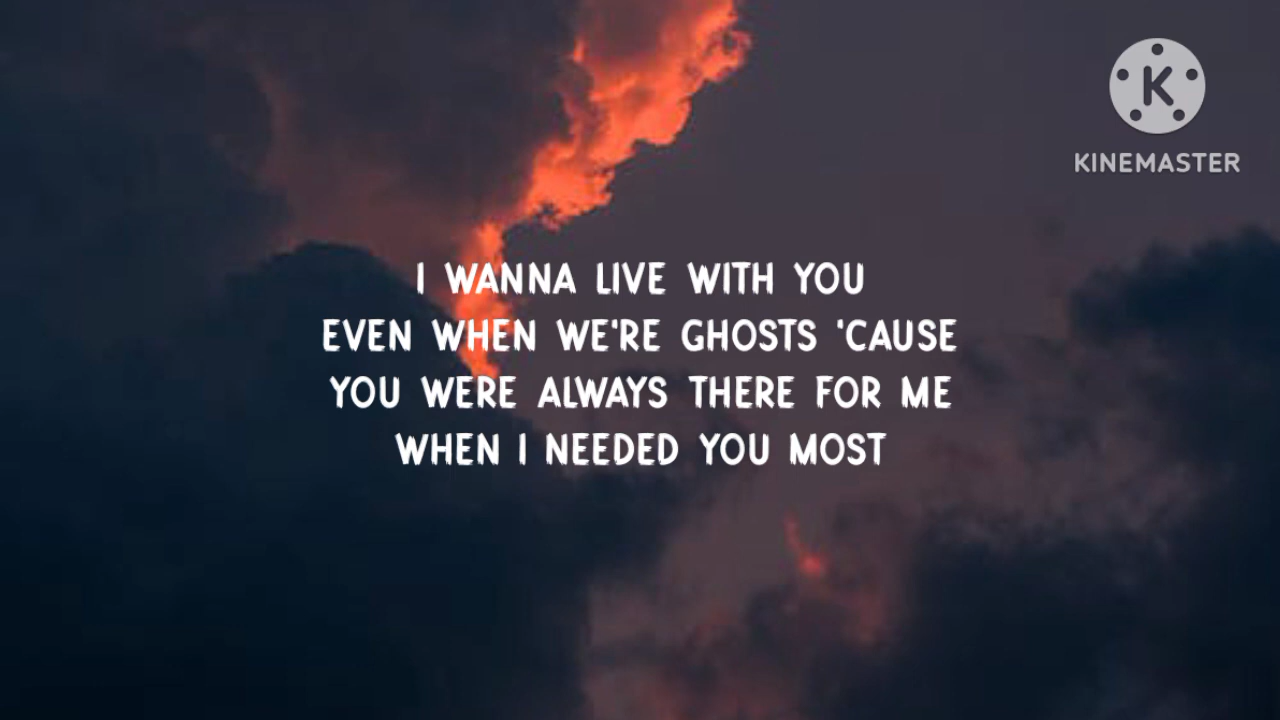 K
KINEMASTER
I WANNA LIVE WITH YOU
EVEN WHEN WE'RE GHOSTS 'CAUSE
YOU WERE ALWAYS THERE FOR ME
WHEN I NEEDED YOU MOST